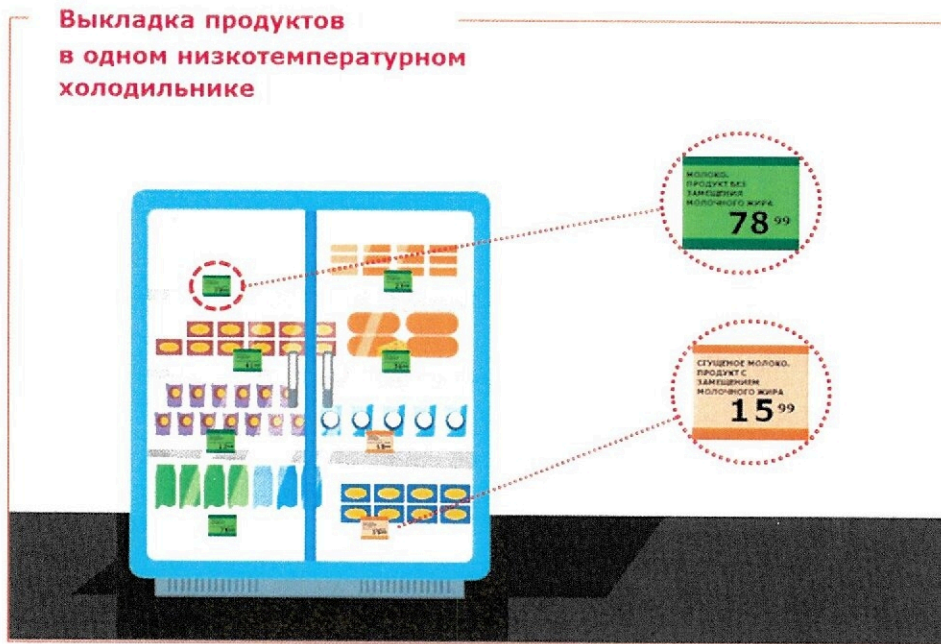 Выкладка продуктов
в одном низкотемпературном
холодильнике
МОЛОКО.
ПРОДУКТ БЕЗ
ЗАМЕЩЕНИЯ
МОЛОЧНОГО ЖИРА
78 99
СГУЩЕНОЕ МОЛОКО.
ПРОДУКТ С
ЗАМЕЩЕНИЕМ
МОЛОЧНОГО ЖИРА
15 99